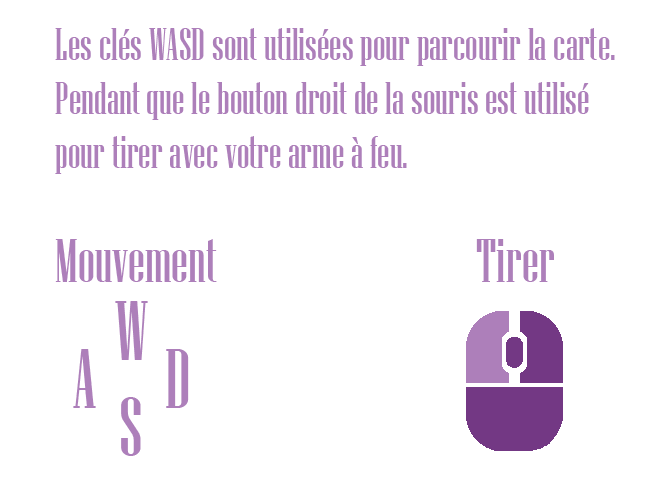 Les clés WASD sont utilisées pour parcourir la carte.
Pendant que le bouton droit de la souris est utilisé
pour tirer avec votre arme à feu.
Mouvement
Tirer
W
A D
S